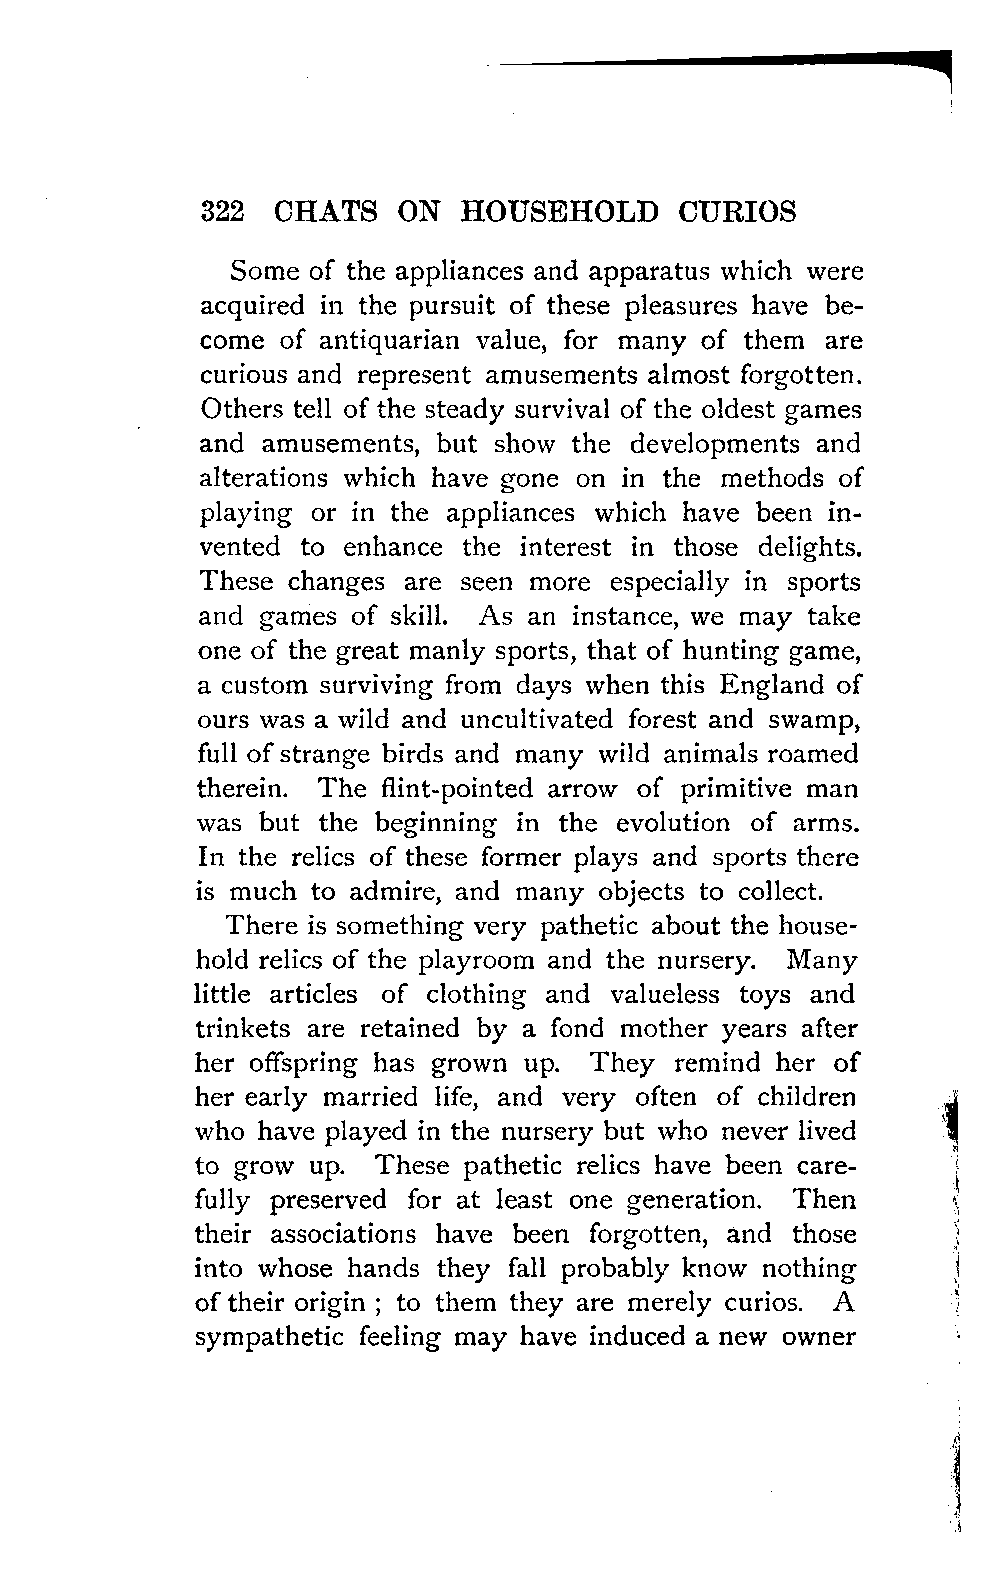 322 CHATS ON HOUSEHOLD CURIOS
Some of the appliances and apparatus which were
acquired in the pursuit of these pleasures have be-
come of antiquarian value, for many of them are
curious and represent amusements almost forgotten.
Others tell of the steady survival of the oldest games
and amusements, but show the developments and
alterations which have gone on in the methods of
playing or in the appliances which have been in-
vented to enhance the interest in those delights.
These changes are seen more especially in sports
and games of skill. As an instance, we may take
one of the great manly sports, that of hunting game,
a custom surviving from days when this England of
ours was a wild and uncultivated forest and swamp,
full of strange birds and many wild animals roamed
therein. The flint-pointed arrow of primitive man
was but the beginning in the evolution of arms.
In the relics of these former plays and sports there
is much to admire, and many objects to collect.
There is something very pathetic about the house-
hold relics of the playroom and the nursery. Many
little articles of clothing and valueless toys and
trinkets are retained by a fond mother years after
her offspring has grown up. They remind her of
her early married life, and very often of children
who have played in the nursery but who never lived
to grow up. These pathetic relics have been care-
fully preserved for at least one generation. Then
their associations have been forgotten, and those
into whose hands they fall probably know nothing
of their origin ; to them they are merely curios. A
sympathetic feeling may have induced a new owner